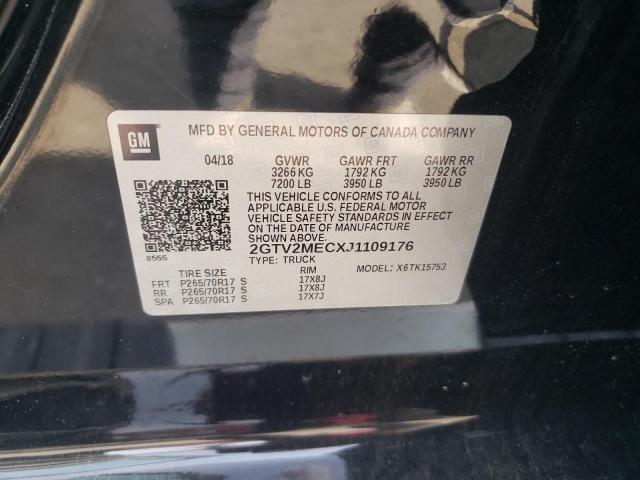 GM
MFD BY GENERAL MOTORS OF CANADA COMPANY
04/18 GVWR GAWR FRT GAWR RR
3266 KG 1792 KG 1792 KG
7200 LB 3950 LB 3950 LB
THIS VEHICLE CONFORMS TO ALL
APPLICABLE U.S. FEDERAL MOTOR
VEHICLE SAFETY STANDARDS IN EFFECT
ON THE DATE OF MANUFACTURE
SHOWN ABOVE.
2GTV2MECXJ1109176
8555
TYPE: TRUCK MODEL: X6TK15753
TIRE SIZE RIM
FRT P265/70R17 S 17X8J
RR P265/70R17 S 17X8J
SPA P265/70R17 S 17X7J